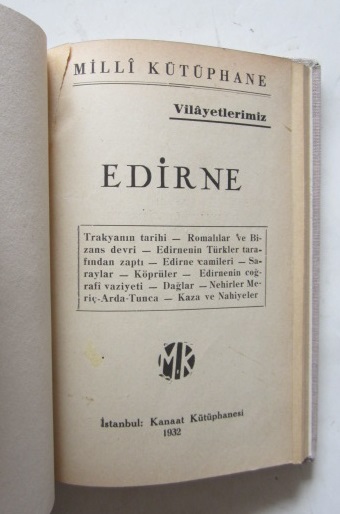 MİLLÎ KÜTÜPHANE
Vilâyetlerimiz
EDİRNE
Trakyanın tarihi — Romalılar Ve Bi-
zans devri — Edirnenin Türkler tara-
fından zaptı — Edirne camileri — Sa-
raylar — Köprüler — Edirnenin coğ-
rafi vaziyeti — Dağlar — Nehirler Me-
riç-Arda-Tunca — Kaza ve Nahiyeler
MK
İstanbul: Kanaat Kütüphanesi
1932